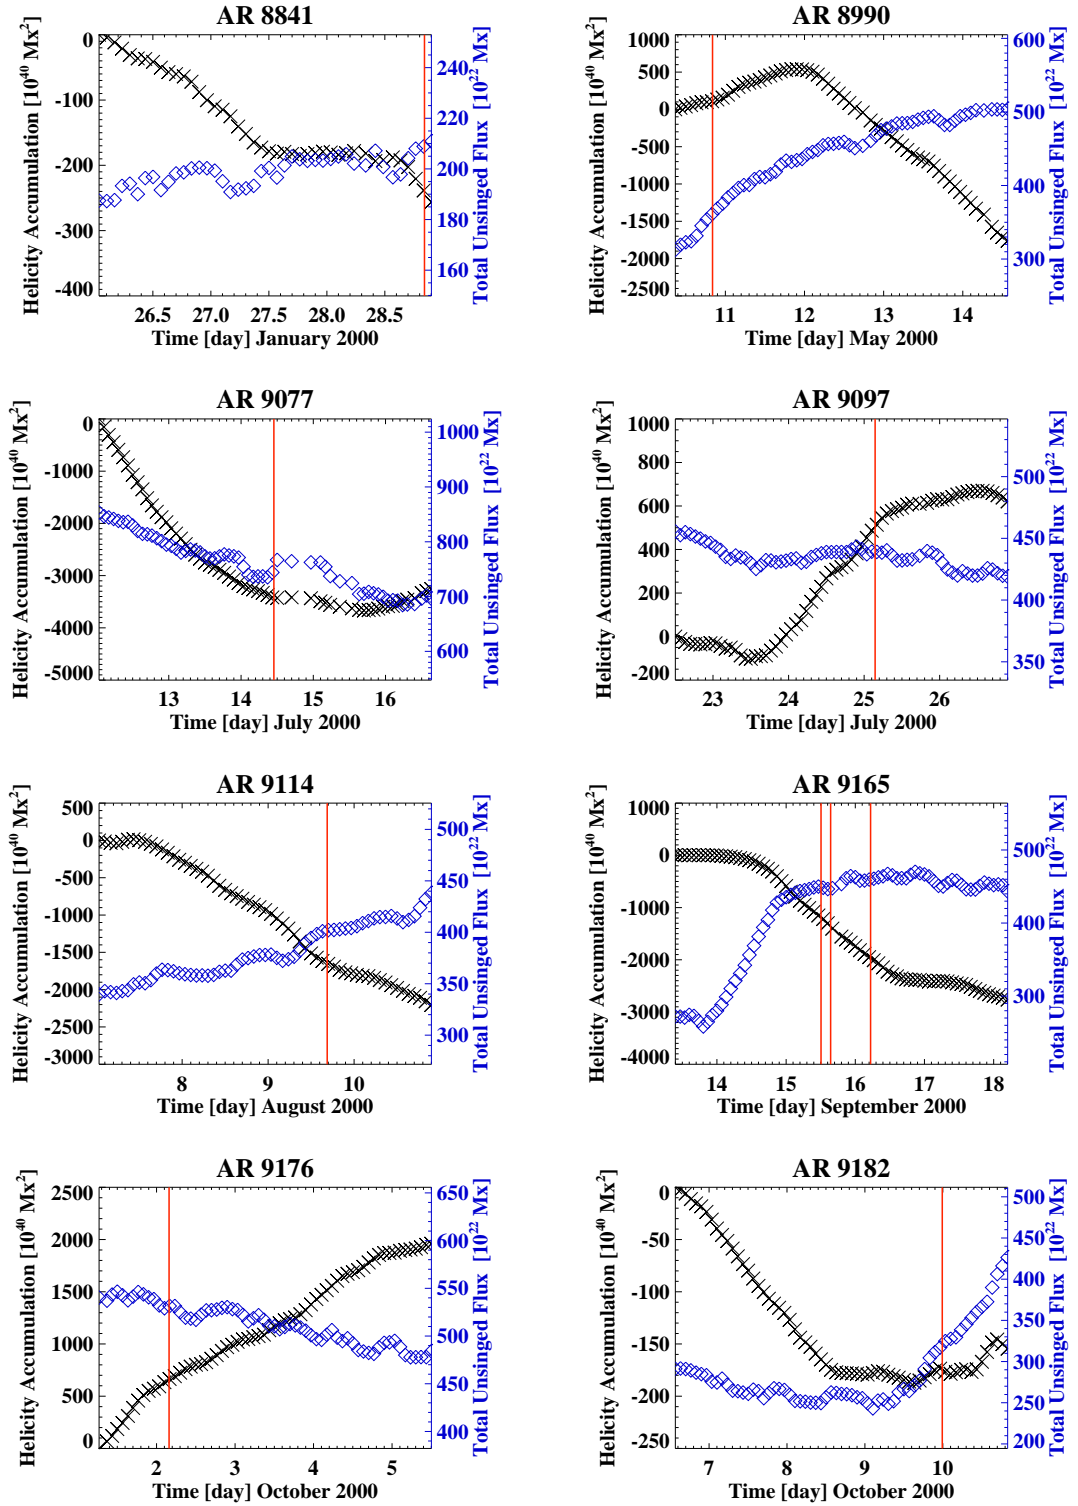 AR 8841
Helicity Accumulation [10^40 Mx^2]
0
-100
-200
-300
-400
240
220
200
180
160
Total Unsinged Flux [10^22 Mx]
26.5 27.0 27.5 28.0 28.5
Time [day] January 2000
AR 8990
Helicity Accumulation [10^40 Mx^2]
1000
500
0
-500
-1000
-1500
-2000
-2500
600
500
400
300
Total Unsinged Flux [10^22 Mx]
11 12 13 14
Time [day] May 2000
AR 9077
Helicity Accumulation [10^40 Mx^2]
0
-1000
-2000
-3000
-4000
-5000
1000
900
800
700
600
Total Unsinged Flux [10^22 Mx]
13 14 15 16
Time [day] July 2000
AR 9097
Helicity Accumulation [10^40 Mx^2]
1000
800
600
400
200
0
-200
500
450
400
350
Total Unsinged Flux [10^22 Mx]
23 24 25 26
Time [day] July 2000
AR 9114
Helicity Accumulation [10^40 Mx^2]
500
0
-500
-1000
-1500
-2000
-2500
-3000
500
450
400
350
300
Total Unsinged Flux [10^22 Mx]
8 9 10
Time [day] August 2000
AR 9165
Helicity Accumulation [10^40 Mx^2]
1000
0
-1000
-2000
-3000
-4000
500
400
300
Total Unsinged Flux [10^22 Mx]
14 15 16 17 18
Time [day] September 2000
AR 9176
Helicity Accumulation [10^40 Mx^2]
2500
2000
1500
1000
500
0
650
600
550
500
450
400
Total Unsinged Flux [10^22 Mx]
2 3 4 5
Time [day] October 2000
AR 9182
Helicity Accumulation [10^40 Mx^2]
0
-50
-100
-150
-200
-250
500
450
400
350
300
250
200
Total Unsinged Flux [10^22 Mx]
7 8 9 10
Time [day] October 2000